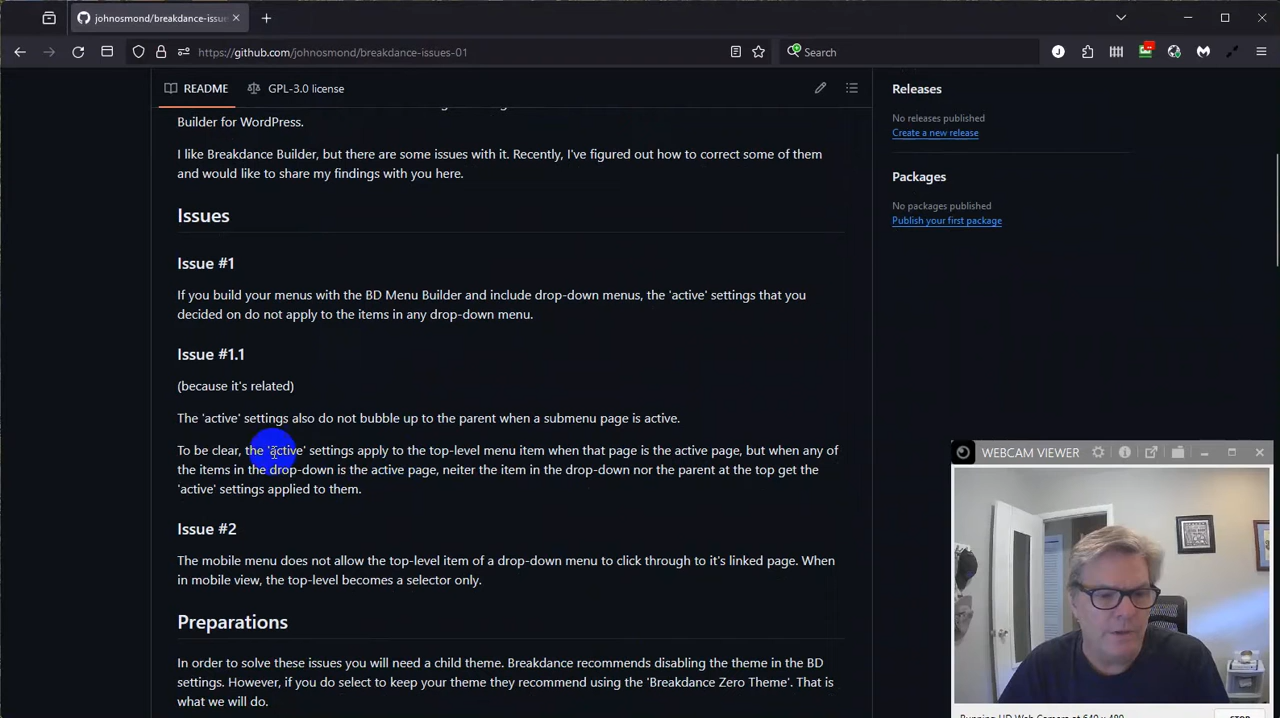 johnosmond/breakdance-issu
https://github.com/johnosmond/breakdance-issues-01
Search
README
GPL-3.0 license
Builder for WordPress.
I like Breakdance Builder, but there are some issues with it. Recently, I've figured out how to correct some of them
and would like to share my findings with you here.
Issues
Issue #1
If you build your menus with the BD Menu Builder and include drop-down menus, the 'active' settings that you
decided on do not apply to the items in any drop-down menu.
Issue #1.1
(because it's related)
The 'active' settings also do not bubble up to the parent when a submenu page is active.
To be clear, the 'active' settings apply to the top-level menu item when that page is the active page, but when any of
the items in the drop-down is the active page, neiter the item in the drop-down nor the parent at the top get the
'active' settings applied to them.
Issue #2
The mobile menu does not allow the top-level item of a drop-down menu to click through to it's linked page. When
in mobile view, the top-level becomes a selector only.
Preparations
In order to solve these issues you will need a child theme. Breakdance recommends disabling the theme in the BD
settings. However, if you do select to keep your theme they recommend using the 'Breakdance Zero Theme'. That is
what we will do.
Releases
No releases published
Create a new release
Packages
No packages published
Publish your first package
WEBCAM VIEWER
Running HD Web Camera at 640 x 480
STOP